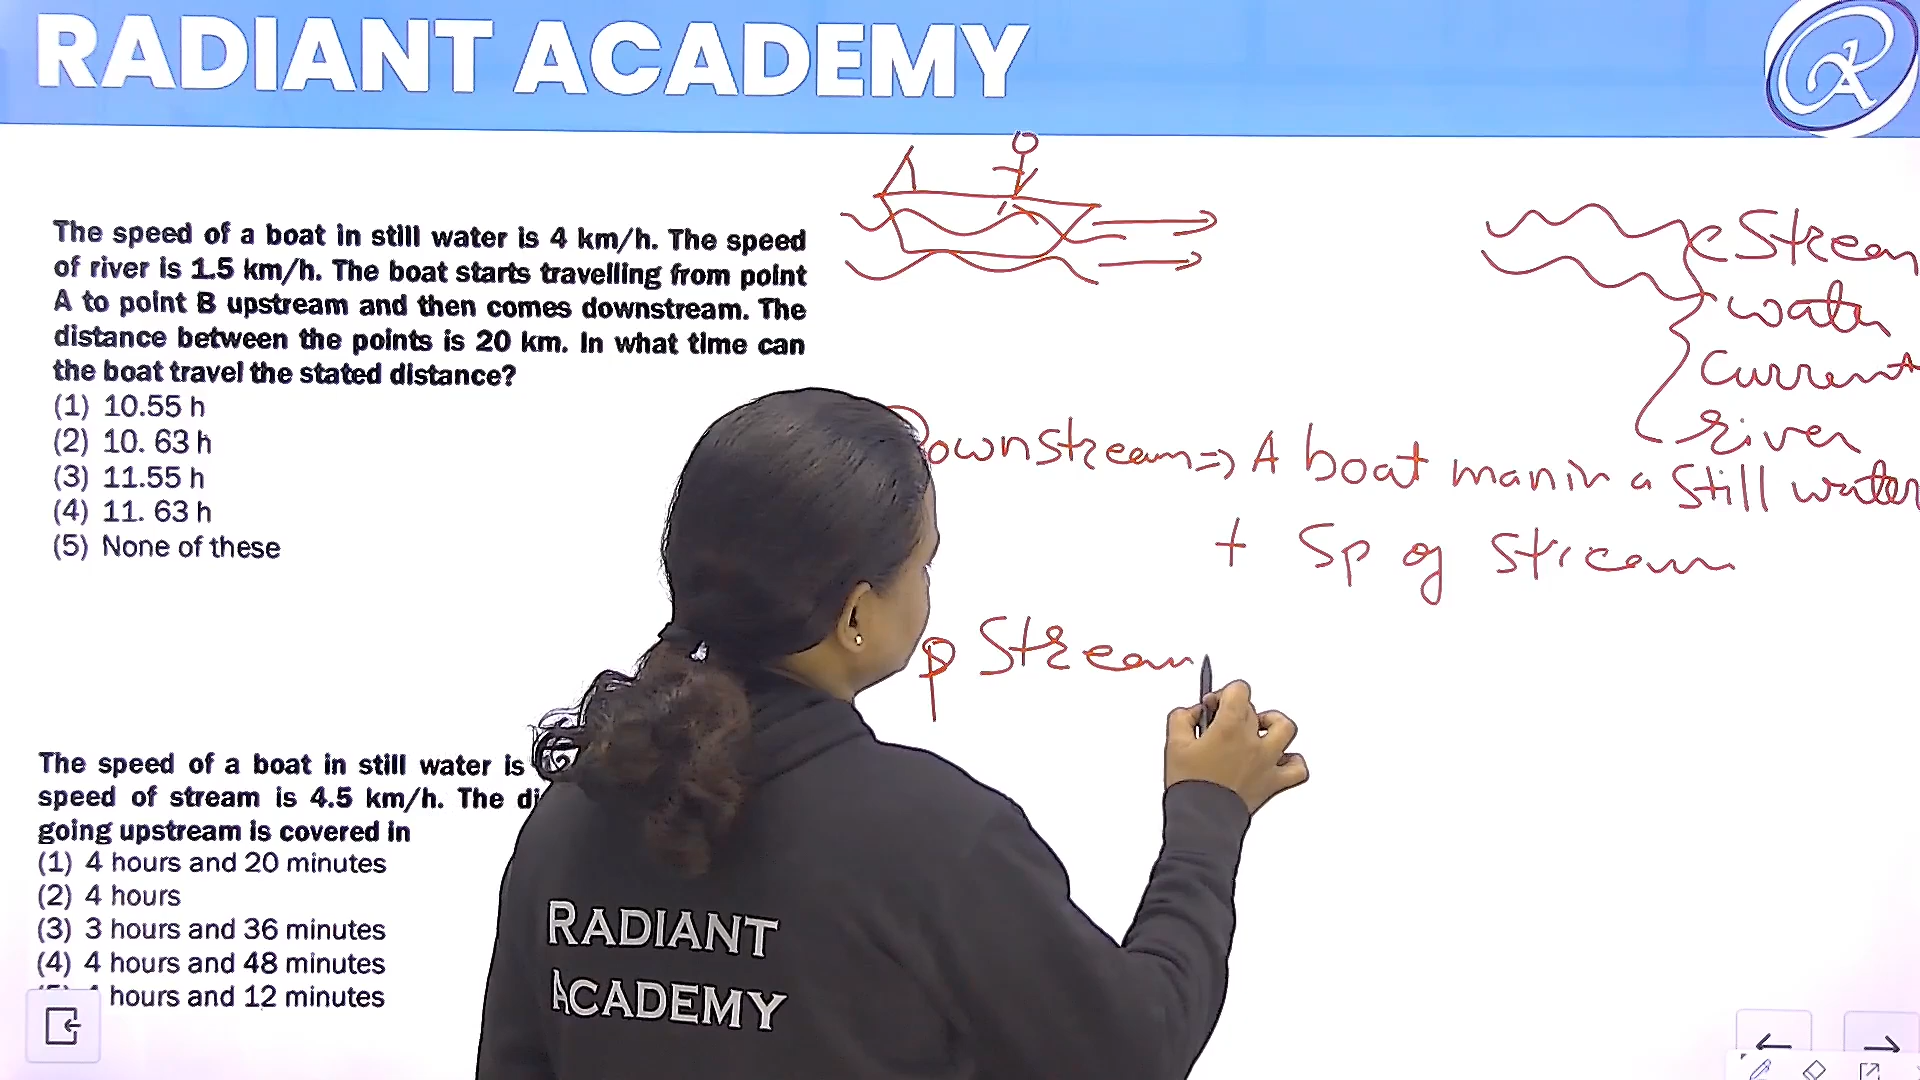 RADIANT ACADEMY
The speed of a boat in still water is 4 km/h. The speed
of river is 1.5 km/h. The boat starts travelling from point
A to point B upstream and then comes downstream. The
distance between the points is 20 km. In what time can
the boat travel the stated distance?
(1) 10.55 h
(2) 10. 63 h
(3) 11.55 h
(4) 11. 63 h
(5) None of these
Stream
water
Current
river
Downstream => A boat man in a Still water
+ Sp of Stream
p Stream
The speed of a boat in still water is
speed of stream is 4.5 km/h. The di
going upstream is covered in
(1) 4 hours and 20 minutes
(2) 4 hours
(3) 3 hours and 36 minutes
(4) 4 hours and 48 minutes
hours and 12 minutes
RADIANT
ACADEMY